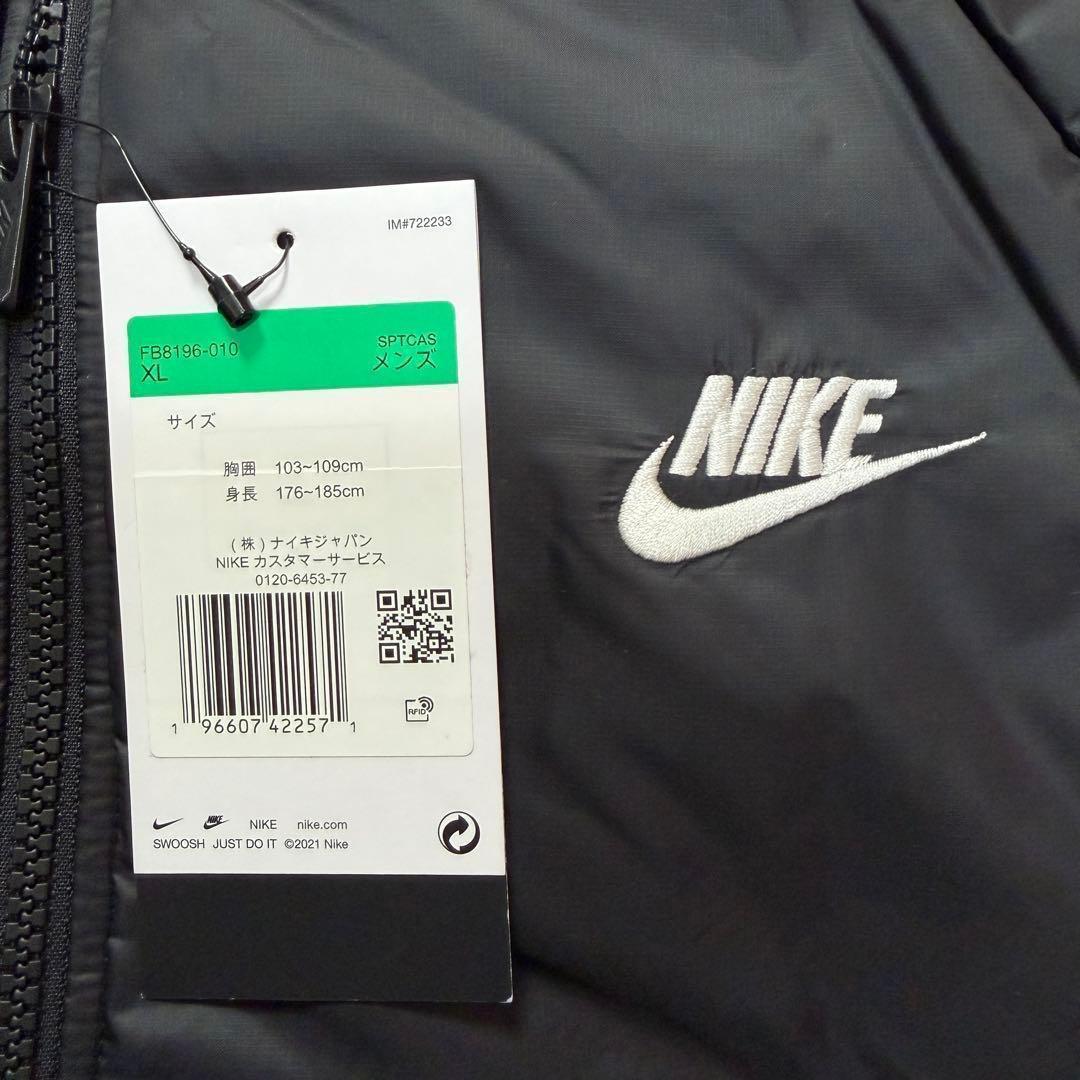 IM#722233
FB8196-010
XL
SPTCAS
メンズ
サイズ
胸囲 103~109cm
身長 176~185cm
(株)ナイキジャパン
NIKE カスタマーサービス
0120-6453-77
RFID
1 96607 42257 1
NIKE NIKE nike.com
SWOOSH JUST DO IT ©2021 Nike
NIKE